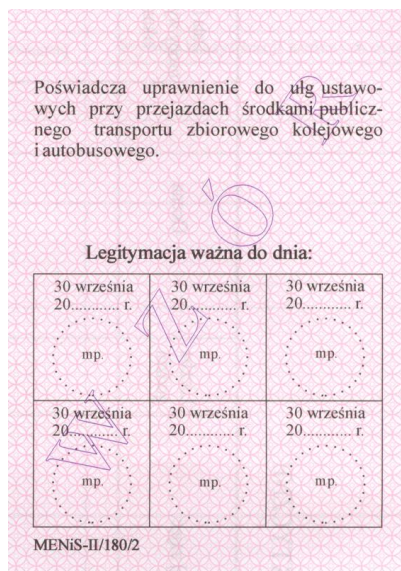 Poświadcza uprawnienie do ulg ustawo-
wych przy przejazdach środkami publicz-
nego transportu zbiorowego kolejowego
i autobusowego.
Legitymacja ważna do dnia:
30 września 30 września 30 września
20............ r. 20............ r. 20............ r.
mp. mp. mp.
30 września 30 września 30 września
20............ r. 20............ r. 20............ r.
mp. mp. mp.
MENiS-II/180/2
WZÓR